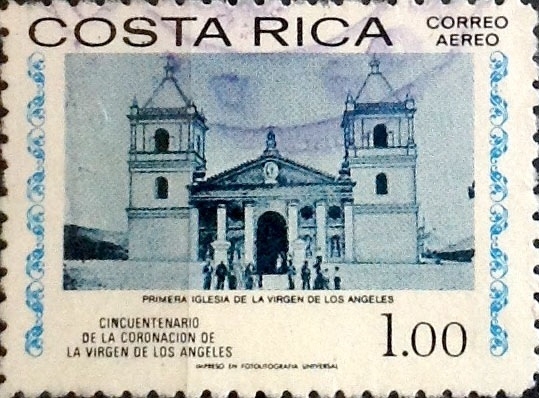 COSTA RICA
CORREO
AEREO
PRIMERA IGLESIA DE LA VIRGEN DE LOS ANGELES
CINCUENTENARIO
DE LA CORONACION DE
LA VIRGEN DE LOS ANGELES
1.00
IMPRESO EN FOTOLITOGRAFIA UNIVERSAL